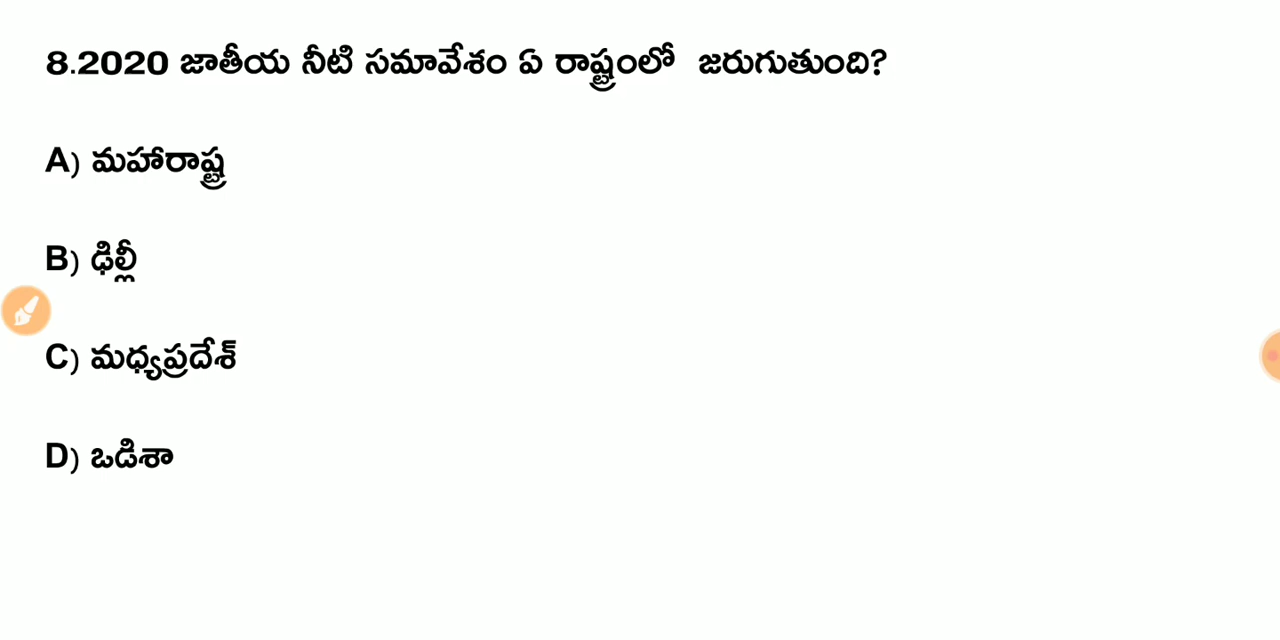 8.2020 జాతీయ నీటి సమావేశం ఏ రాష్ట్రంలో జరుగుతుంది?
A) మహారాష్ట్ర
B) ఢిల్లీ
C) మధ్యప్రదేశ్
D) ఒడిశా